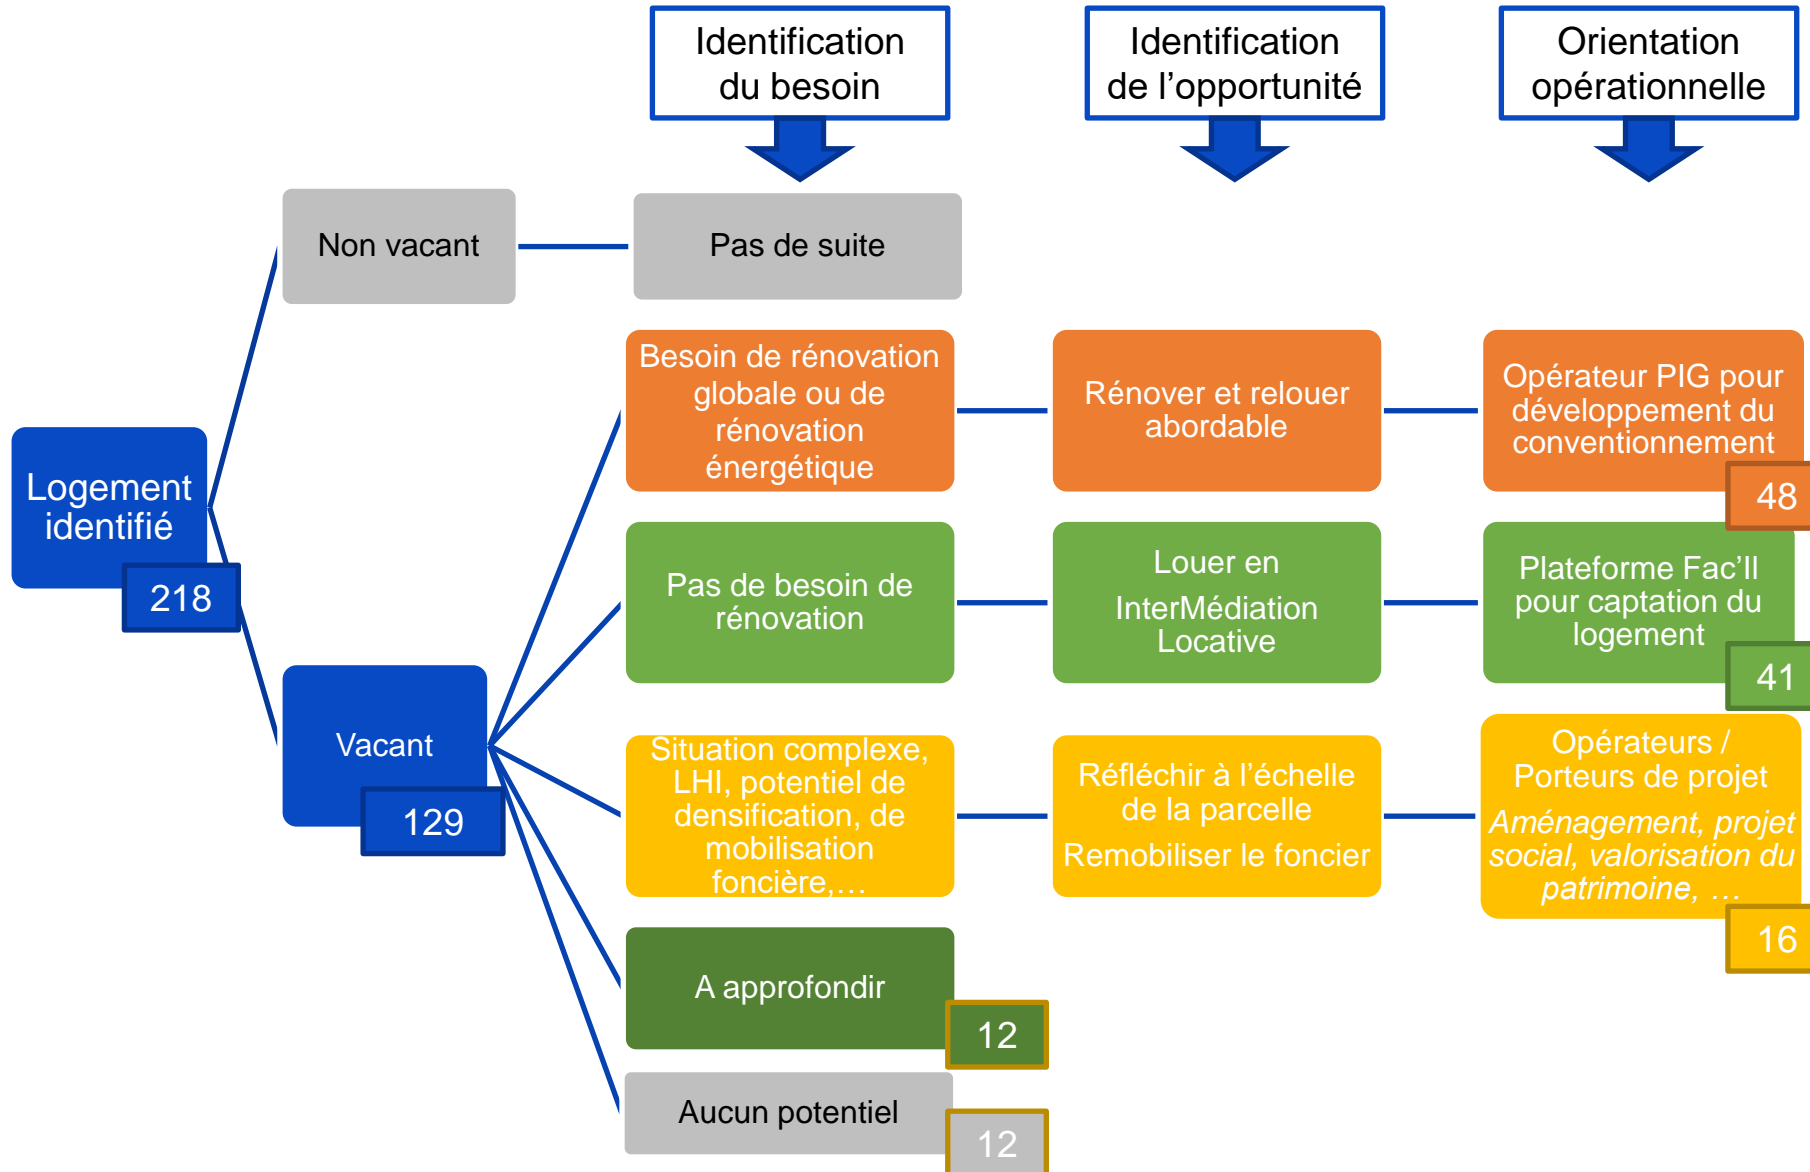 Identification
du besoin
Identification
de l’opportunité
Orientation
opérationnelle
Non vacant
Pas de suite
Logement
identifié
218
Vacant
129
Besoin de rénovation
globale ou de
rénovation
énergétique
Rénover et relouer
abordable
Opérateur PIG pour
développement du
conventionnement
48
Pas de besoin de
rénovation
Louer en
InterMédiation
Locative
Plateforme Fac’Il
pour captation du
logement
41
Situation complexe,
LHI, potentiel de
densification, de
mobilisation
foncière,…
Réfléchir à l’échelle
de la parcelle
Remobiliser le foncier
Opérateurs /
Porteurs de projet
Aménagement, projet
social, valorisation du
patrimoine, …
16
A approfondir
12
Aucun potentiel
12